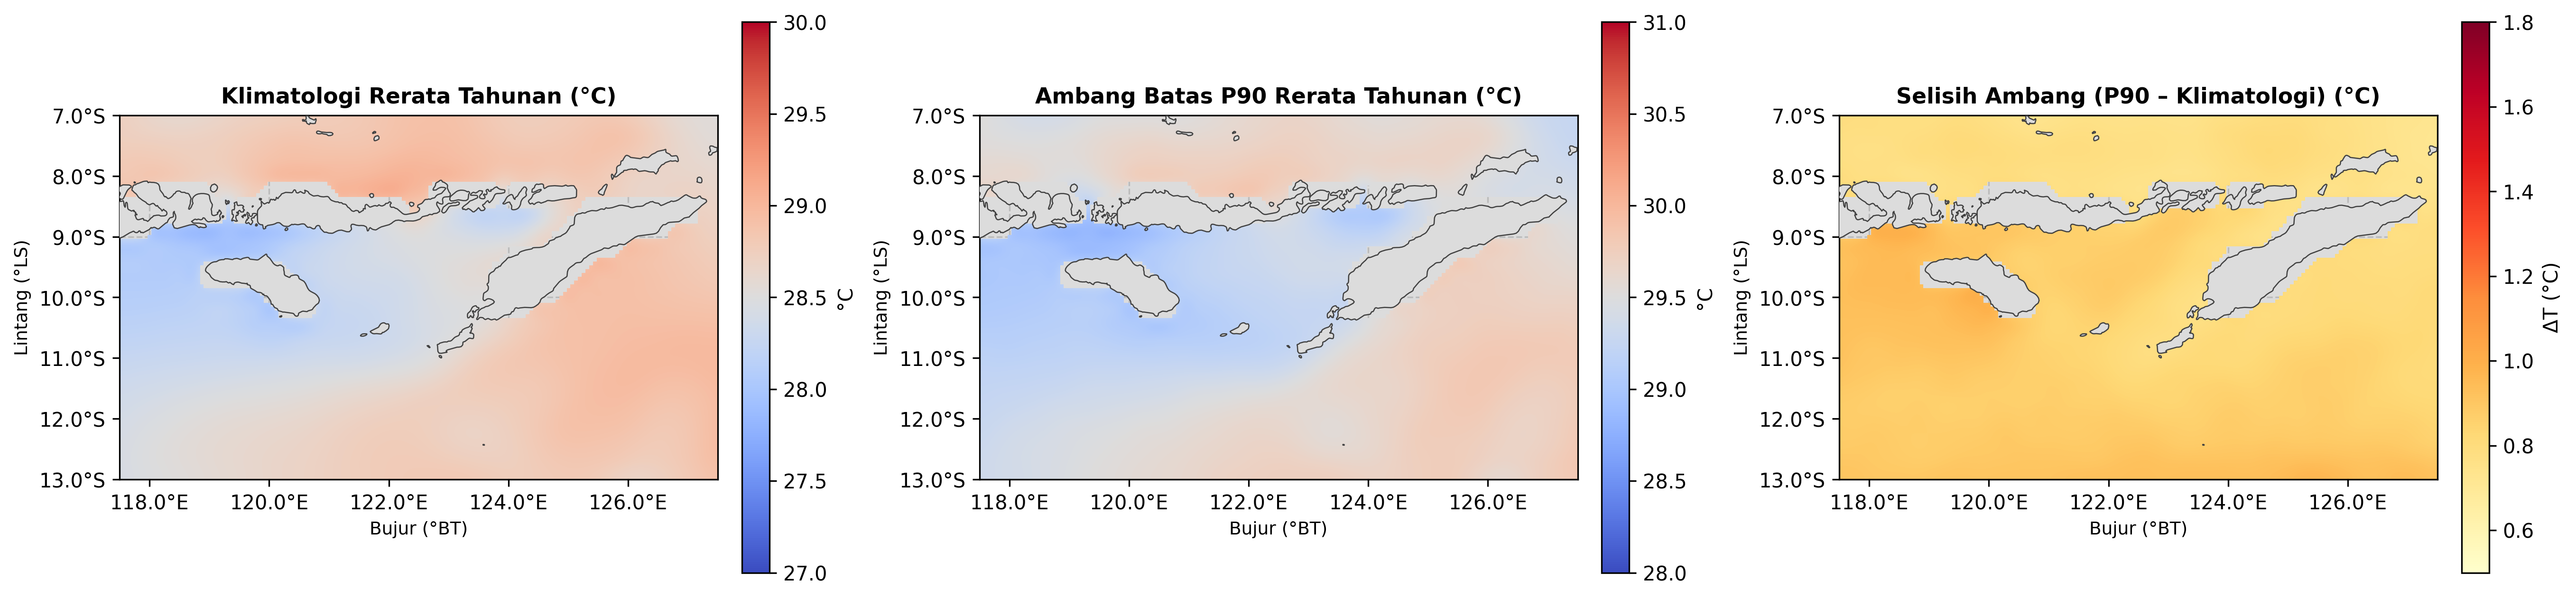 Klimatologi Rerata Tahunan (°C)
7.0°S
8.0°S
9.0°S
10.0°S
11.0°S
12.0°S
13.0°S
Lintang (°LS)
118.0°E 120.0°E 122.0°E 124.0°E 126.0°E
Bujur (°BT)
30.0
29.5
29.0
28.5
28.0
27.5
27.0
°C
Ambang Batas P90 Rerata Tahunan (°C)
7.0°S
8.0°S
9.0°S
10.0°S
11.0°S
12.0°S
13.0°S
Lintang (°LS)
118.0°E 120.0°E 122.0°E 124.0°E 126.0°E
Bujur (°BT)
31.0
30.5
30.0
29.5
29.0
28.5
28.0
°C
Selisih Ambang (P90 – Klimatologi) (°C)
7.0°S
8.0°S
9.0°S
10.0°S
11.0°S
12.0°S
13.0°S
Lintang (°LS)
118.0°E 120.0°E 122.0°E 124.0°E 126.0°E
Bujur (°BT)
1.8
1.6
1.4
1.2
1.0
0.8
0.6
ΔT (°C)